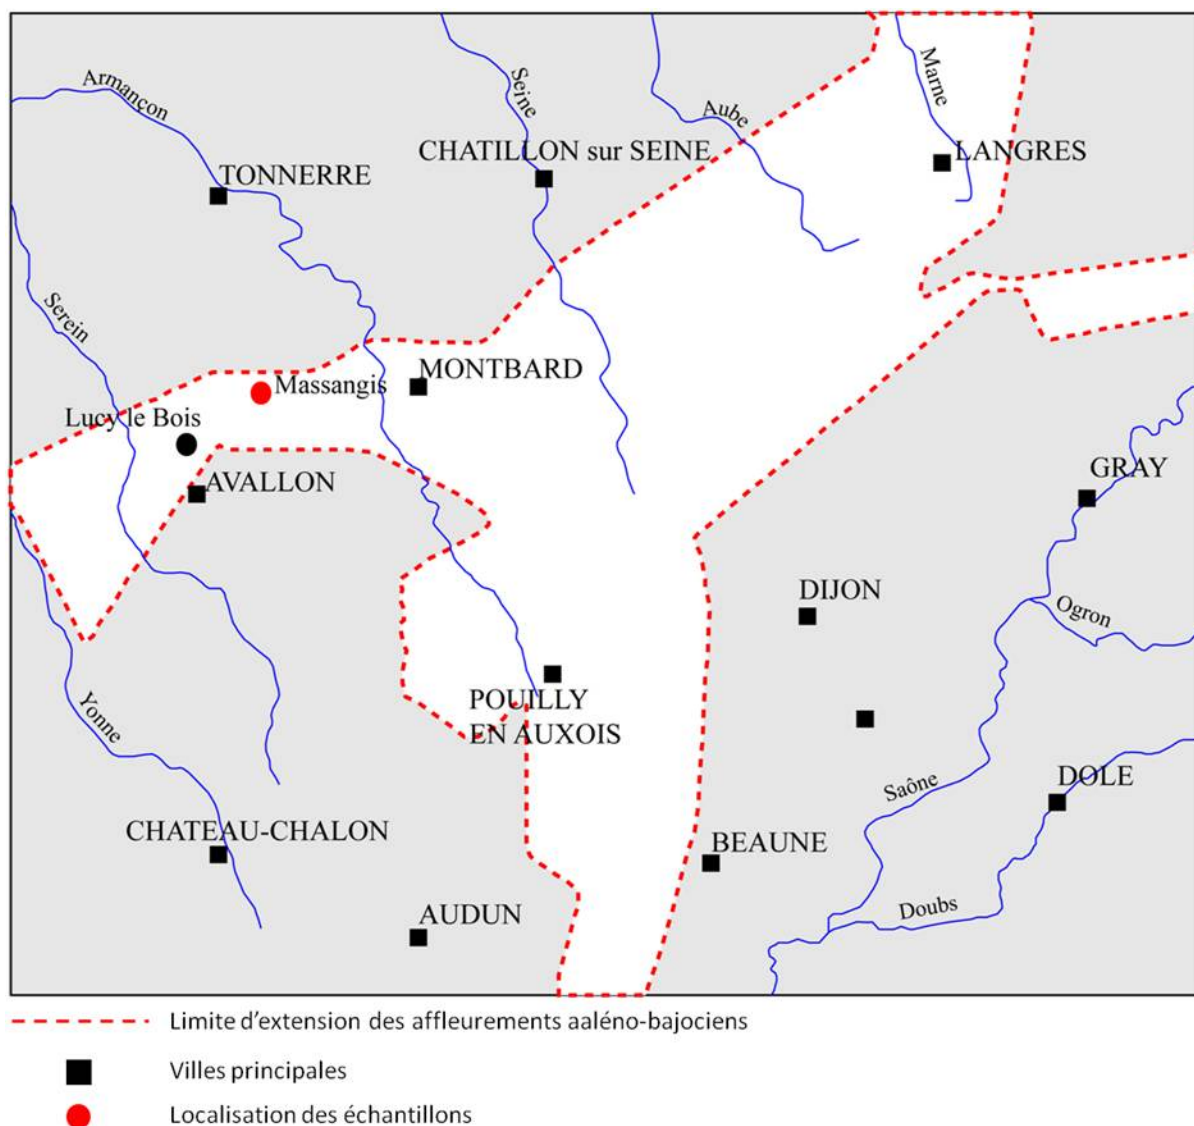 Armançon
Seine
Aube
Marne
CHATILLON sur SEINE
LANGRES
TONNERRE
Serein
MONTBARD
Massangis
Lucy le Bois
AVALLON
GRAY
DIJON
Ogron
POUILLY
EN AUXOIS
Yonne
Saône
DOLE
CHATEAU-CHALON
BEAUNE
Doubs
AUDUN
Limite d'extension des affleurements aaléno-bajociens
Villes principales
Localisation des échantillons